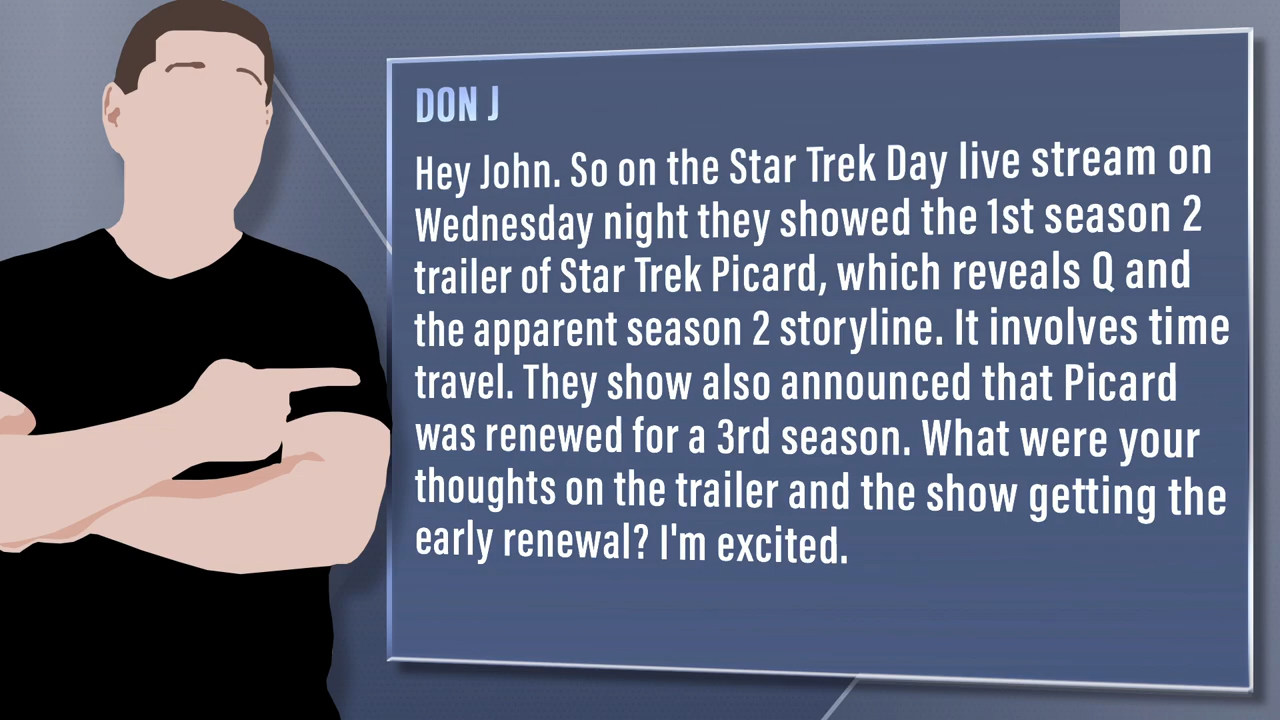 DON J
Hey John. So on the Star Trek Day live stream on
Wednesday night they showed the 1st season 2
trailer of Star Trek Picard, which reveals Q and
the apparent season 2 storyline. It involves time
travel. They show also announced that Picard
was renewed for a 3rd season. What were your
thoughts on the trailer and the show getting the
early renewal? I'm excited.